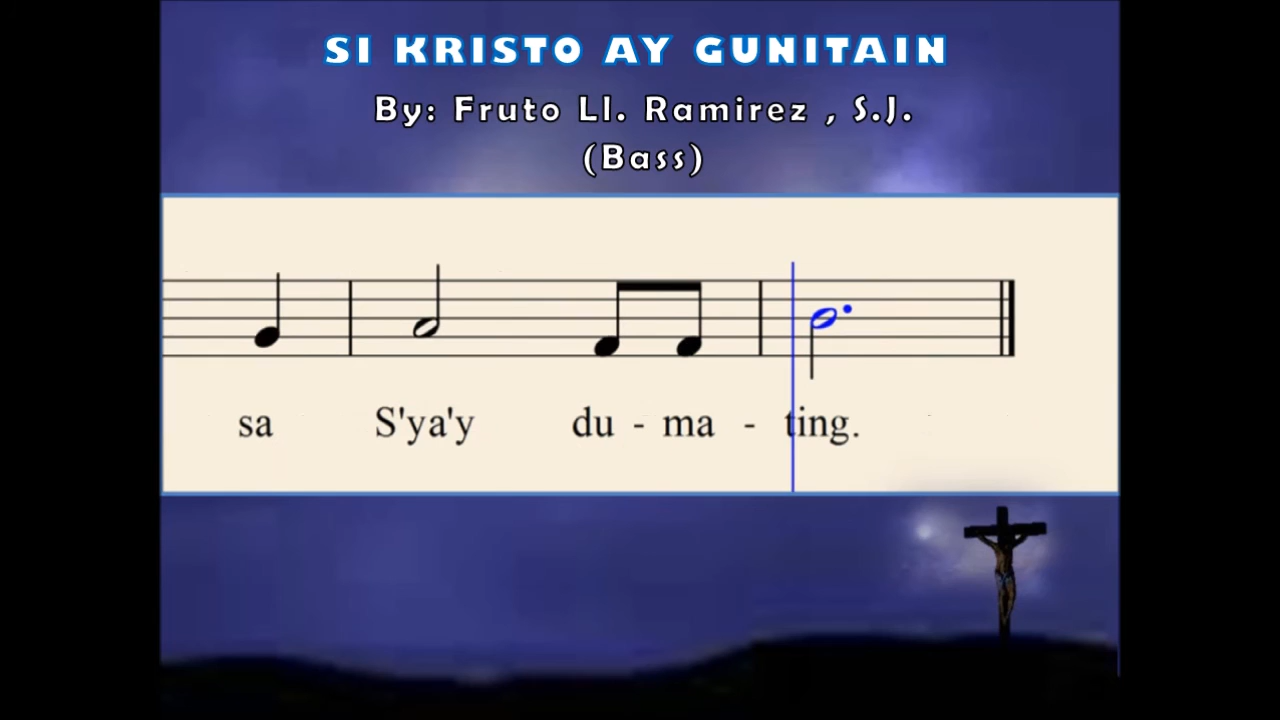 SI KRISTO AY GUNITAIN
By: Fruto Ll. Ramirez , S.J.
(Bass)
sa S'ya'y du - ma - ting.